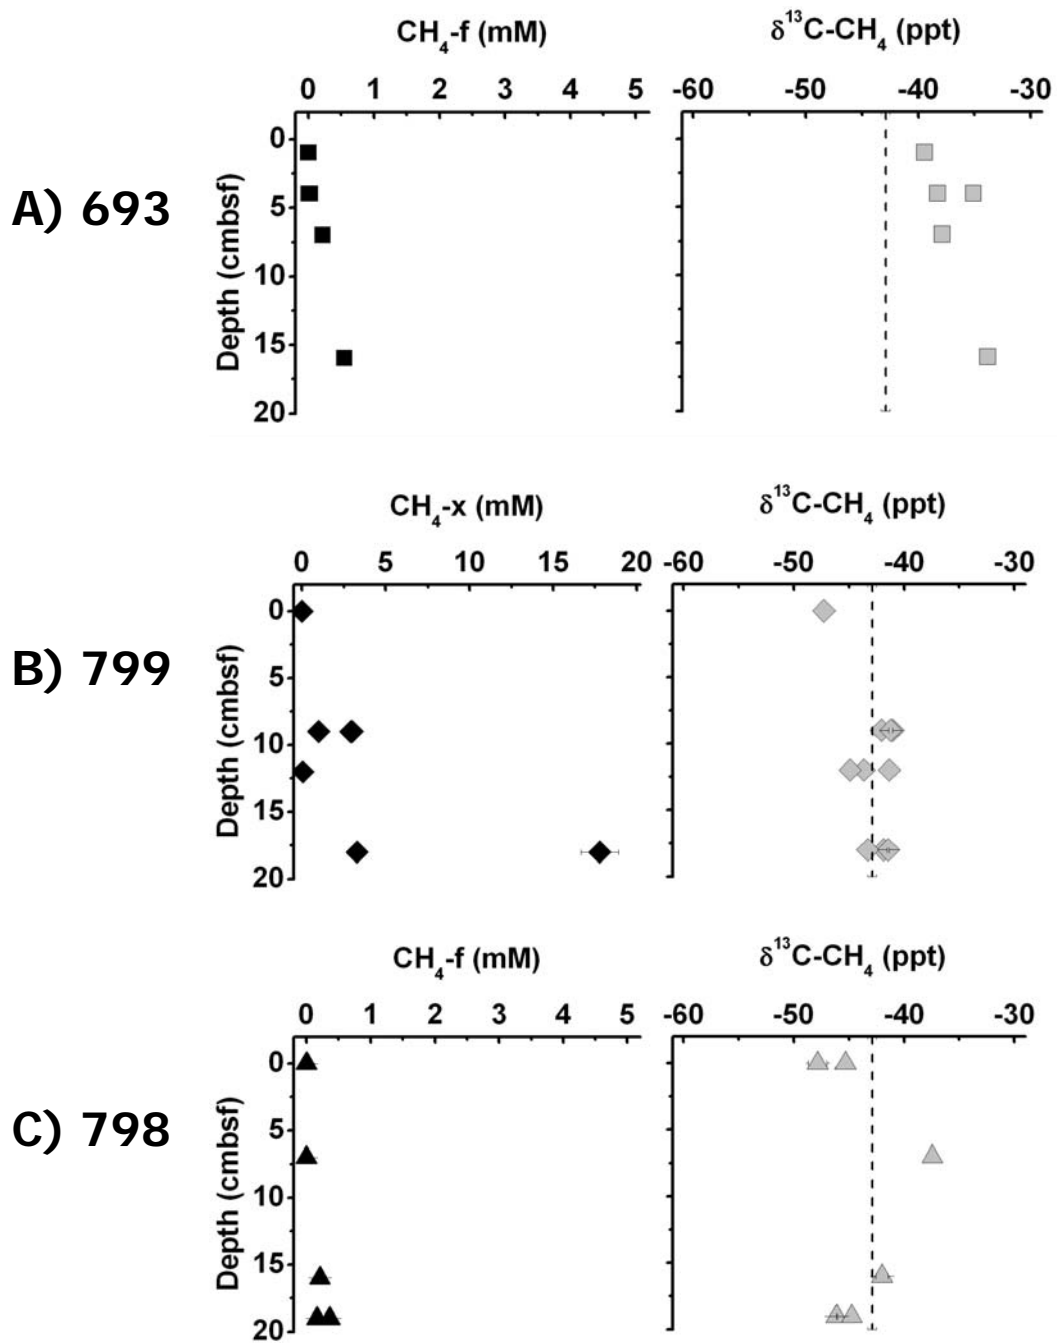 CH4-f (mM)
δ13C-CH4 (ppt)
0 1 2 3 4 5
-60 -50 -40 -30
A) 693
Depth (cmbsf)
0
5
10
15
20
CH4-x (mM)
δ13C-CH4 (ppt)
0 5 10 15 20
-60 -50 -40 -30
B) 799
Depth (cmbsf)
0
5
10
15
20
CH4-f (mM)
δ13C-CH4 (ppt)
0 1 2 3 4 5
-60 -50 -40 -30
C) 798
Depth (cmbsf)
0
5
10
15
20